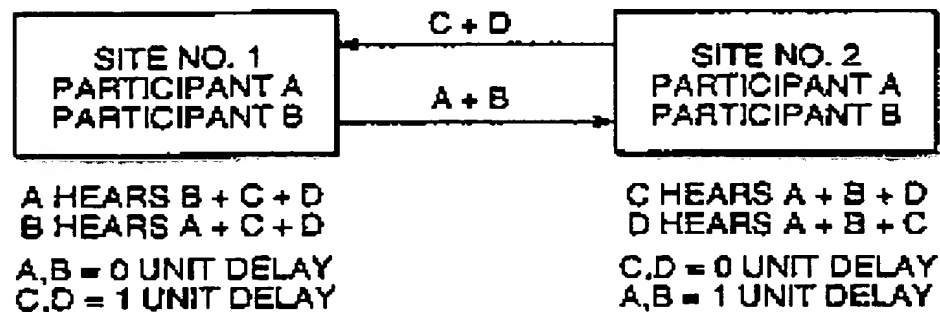 C + D
SITE NO. 1
PARTICIPANT A
PARTICIPANT B
A + B
SITE NO. 2
PARTICIPANT A
PARTICIPANT B
A HEARS B + C + D
B HEARS A + C + D
A,B = 0 UNIT DELAY
C,D = 1 UNIT DELAY
C HEARS A + B + D
D HEARS A + B + C
C,D = 0 UNIT DELAY
A,B = 1 UNIT DELAY